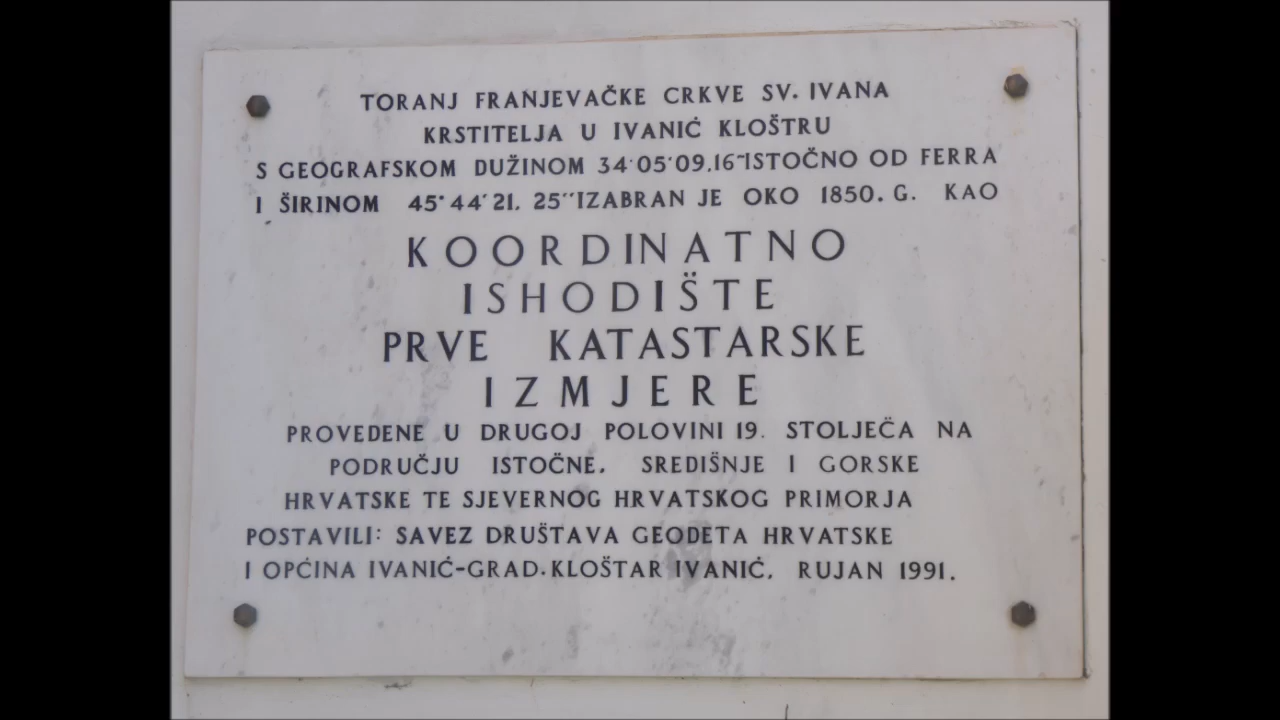 TORANJ FRANJEVAČKE CRKVE SV. IVANA
KRSTITELJA U IVANIĆ KLOŠTRU
S GEOGRAFSKOM DUŽINOM 34°05'09,16"ISTOČNO OD FERRA
I ŠIRINOM 45°44'21, 25"IZABRAN JE OKO 1850. G. KAO
KOORDINATNO
ISHODIŠTE
PRVE KATASTARSKE
IZMJERE
PROVEDENE U DRUGOJ POLOVINI 19. STOLJEČA NA
PODRUČJU ISTOČNE, SREDIŠNJE I GORSKE
HRVATSKE TE SJEVERNOG HRVATSKOG PRIMORJA
POSTAVILI: SAVEZ DRUŠTAVA GEODETA HRVATSKE
I OPĆINA IVANIĆ-GRAD.KLOŠTAR IVANIĆ, RUJAN 1991.